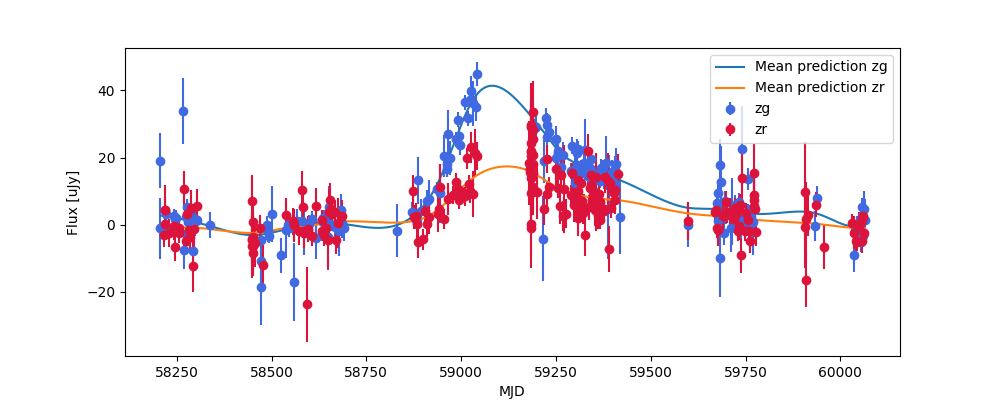 Mean prediction zg
Mean prediction zr
zg
zr
Flux [uJy]
40
20
0
−20
58250 58500 58750 59000 59250 59500 59750 60000
MJD